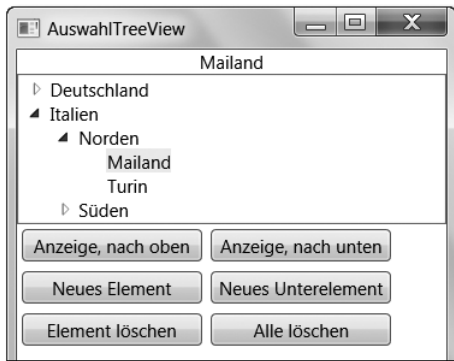 AuswahlTreeView
Mailand
Deutschland
Italien
Norden
Mailand
Turin
Süden
Anzeige, nach oben Anzeige, nach unten
Neues Element Neues Unterelement
Element löschen Alle löschen